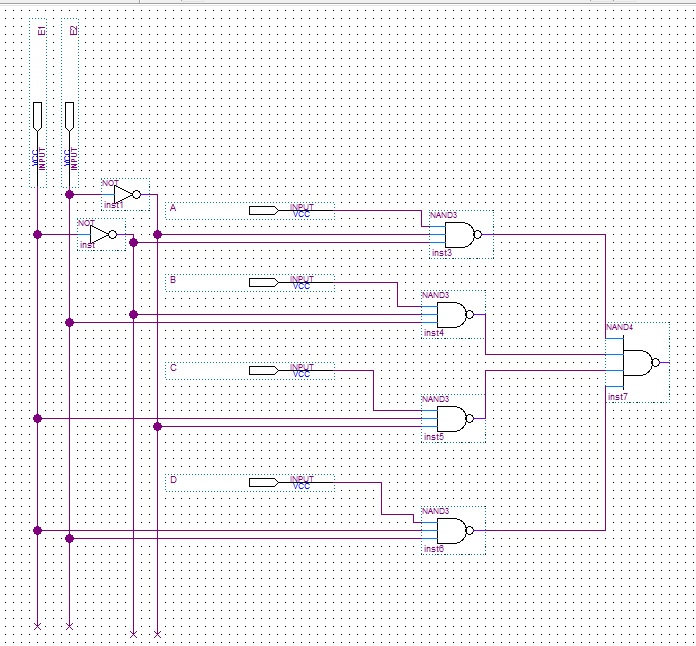 E1
E2
VCC
INPUT
VCC
INPUT
NOT
inst1
NOT
inst
A
INPUT
VCC
NAND3
inst3
B
INPUT
VCC
NAND3
inst4
NAND4
inst7
C
INPUT
VCC
NAND3
inst5
D
INPUT
VCC
NAND3
inst6